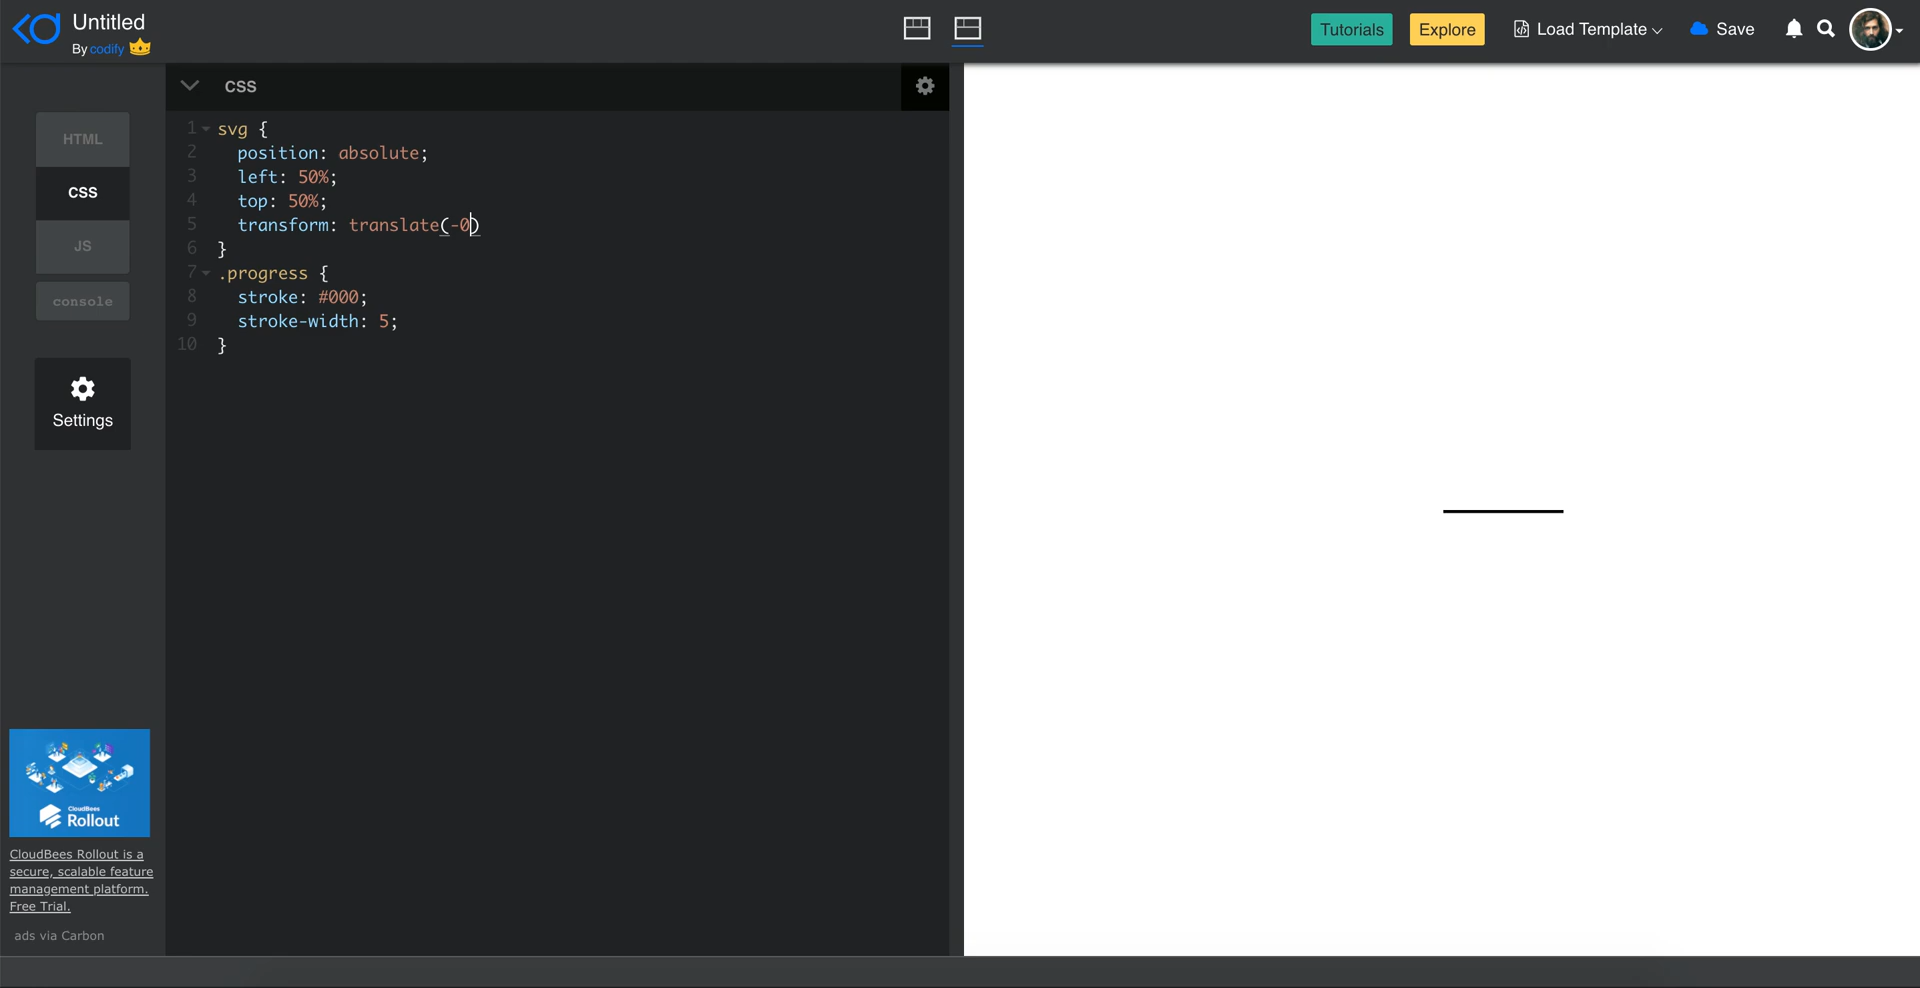 Untitled
By codify
Tutorials
Explore
Load Template
Save
HTML
CSS
JS
console
Settings
CSS
1 svg {
2 position: absolute;
3 left: 50%;
4 top: 50%;
5 transform: translate(-0)
6 }
7 .progress {
8 stroke: #000;
9 stroke-width: 5;
10 }
CloudBees
Rollout
CloudBees Rollout is a
secure, scalable feature
management platform.
Free Trial.
ads via Carbon